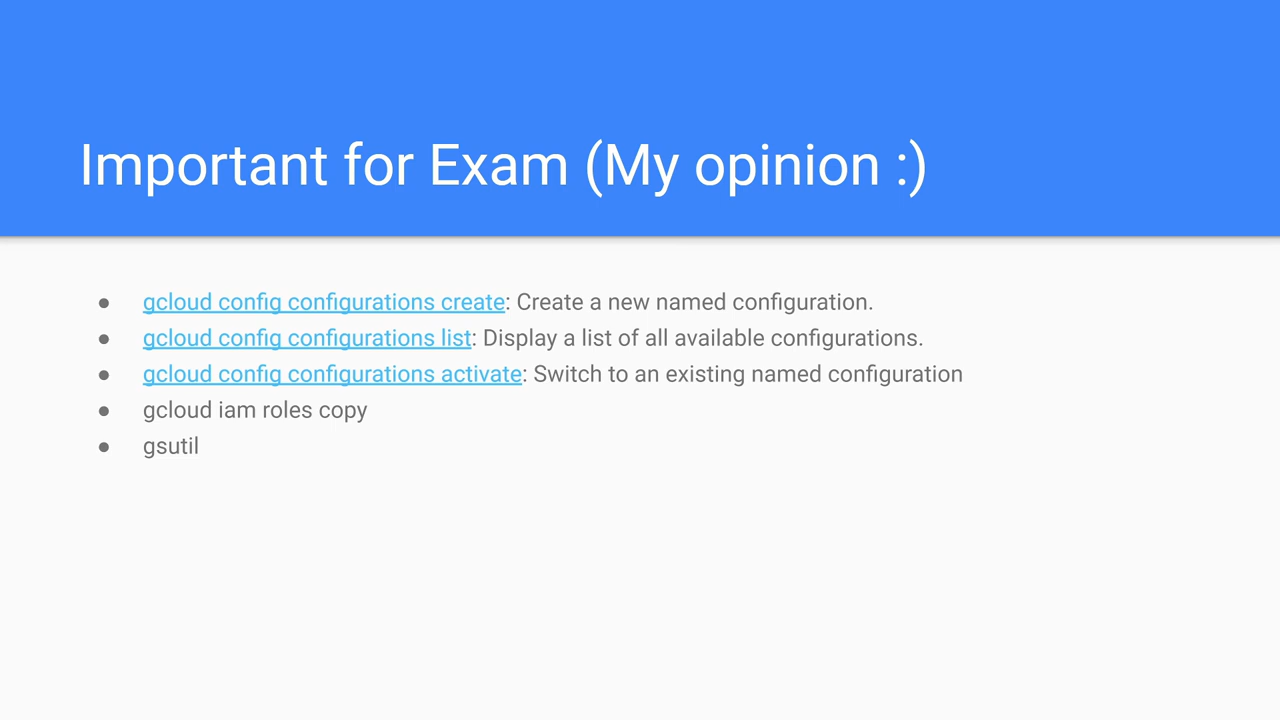 Important for Exam (My opinion :)
● gcloud config configurations create: Create a new named configuration.
● gcloud config configurations list: Display a list of all available configurations.
● gcloud config configurations activate: Switch to an existing named configuration
● gcloud iam roles copy
● gsutil